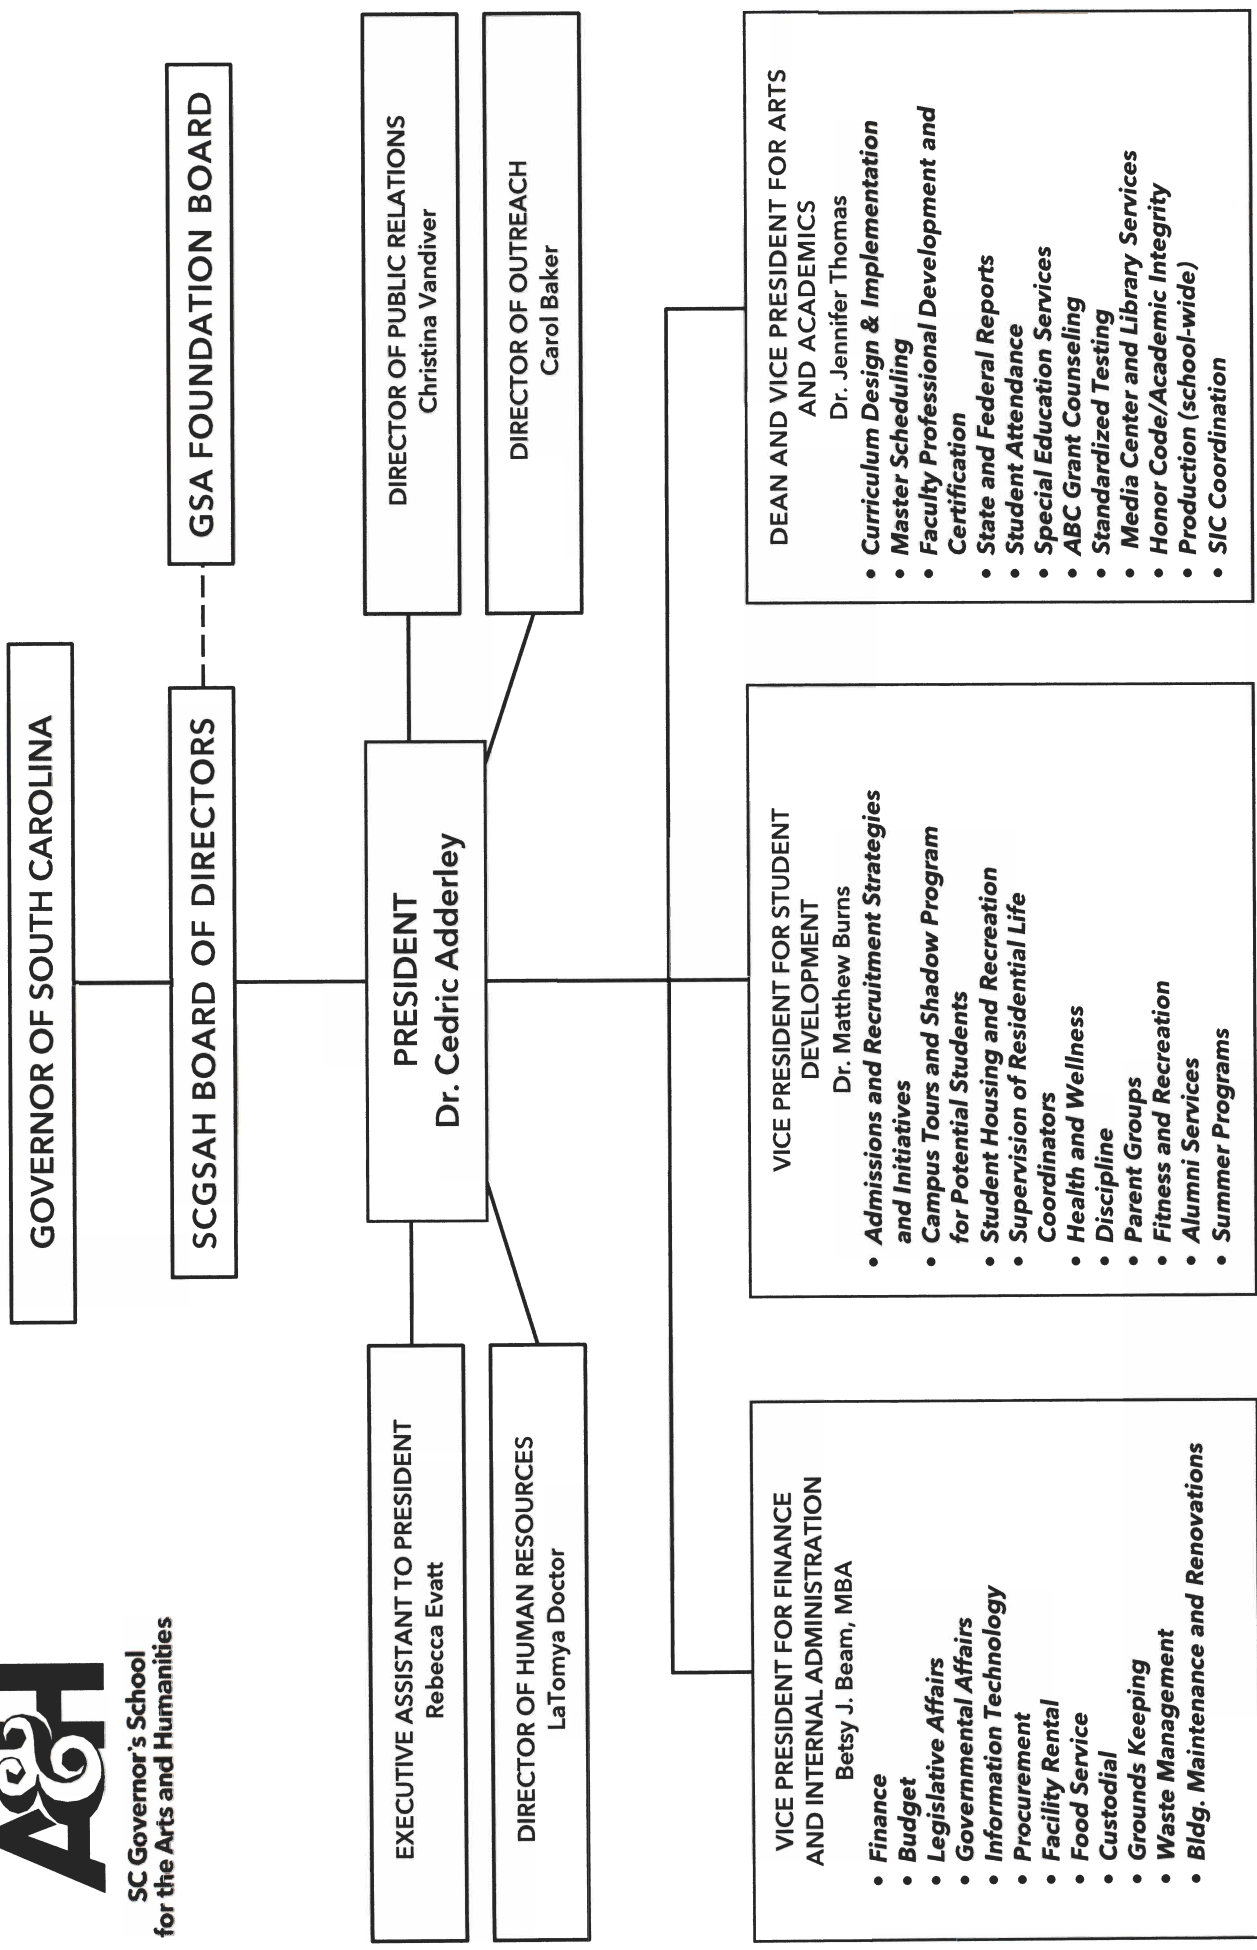 A&H
SC Governor's School
for the Arts and Humanities
GOVERNOR OF SOUTH CAROLINA
SCGSAH BOARD OF DIRECTORS
GSA FOUNDATION BOARD
PRESIDENT
Dr. Cedric Adderley
EXECUTIVE ASSISTANT TO PRESIDENT
Rebecca Evatt
DIRECTOR OF HUMAN RESOURCES
LaTomya Doctor
DIRECTOR OF PUBLIC RELATIONS
Christina Vandiver
DIRECTOR OF OUTREACH
Carol Baker
VICE PRESIDENT FOR FINANCE
AND INTERNAL ADMINISTRATION
Betsy J. Beam, MBA
• Finance
• Budget
• Legislative Affairs
• Governmental Affairs
• Information Technology
• Procurement
• Facility Rental
• Food Service
• Custodial
• Grounds Keeping
• Waste Management
• Bldg. Maintenance and Renovations
VICE PRESIDENT FOR STUDENT
DEVELOPMENT
Dr. Matthew Burns
• Admissions and Recruitment Strategies
and Initiatives
• Campus Tours and Shadow Program
for Potential Students
• Student Housing and Recreation
• Supervision of Residential Life
Coordinators
• Health and Wellness
• Discipline
• Parent Groups
• Fitness and Recreation
• Alumni Services
• Summer Programs
DEAN AND VICE PRESIDENT FOR ARTS
AND ACADEMICS
Dr. Jennifer Thomas
• Curriculum Design & Implementation
• Master Scheduling
• Faculty Professional Development and
Certification
• State and Federal Reports
• Student Attendance
• Special Education Services
• ABC Grant Counseling
• Standardized Testing
• Media Center and Library Services
• Honor Code/Academic Integrity
• Production (school-wide)
• SIC Coordination